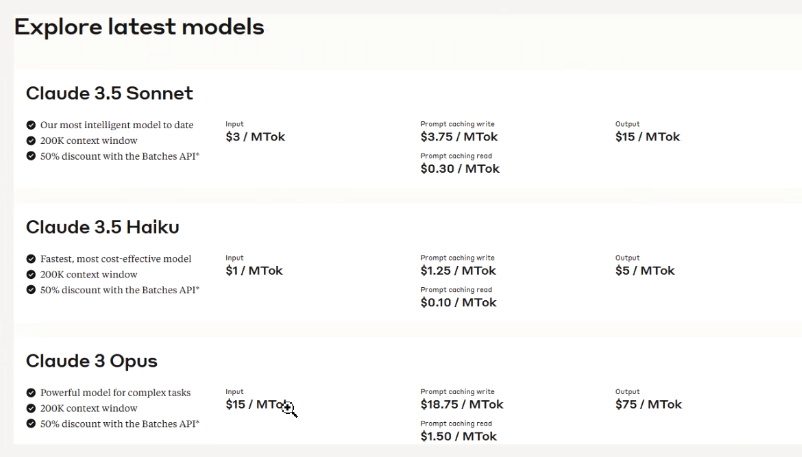 Explore latest models
Claude 3.5 Sonnet
Our most intelligent model to date
200K context window
50% discount with the Batches API*
Input
$3 / MTok
Prompt caching write
$3.75 / MTok
Prompt caching read
$0.30 / MTok
Output
$15 / MTok
Claude 3.5 Haiku
Fastest, most cost-effective model
200K context window
50% discount with the Batches API*
Input
$1 / MTok
Prompt caching write
$1.25 / MTok
Prompt caching read
$0.10 / MTok
Output
$5 / MTok
Claude 3 Opus
Powerful model for complex tasks
200K context window
50% discount with the Batches API*
Input
$15 / MTok
Prompt caching write
$18.75 / MTok
Prompt caching read
$1.50 / MTok
Output
$75 / MTok